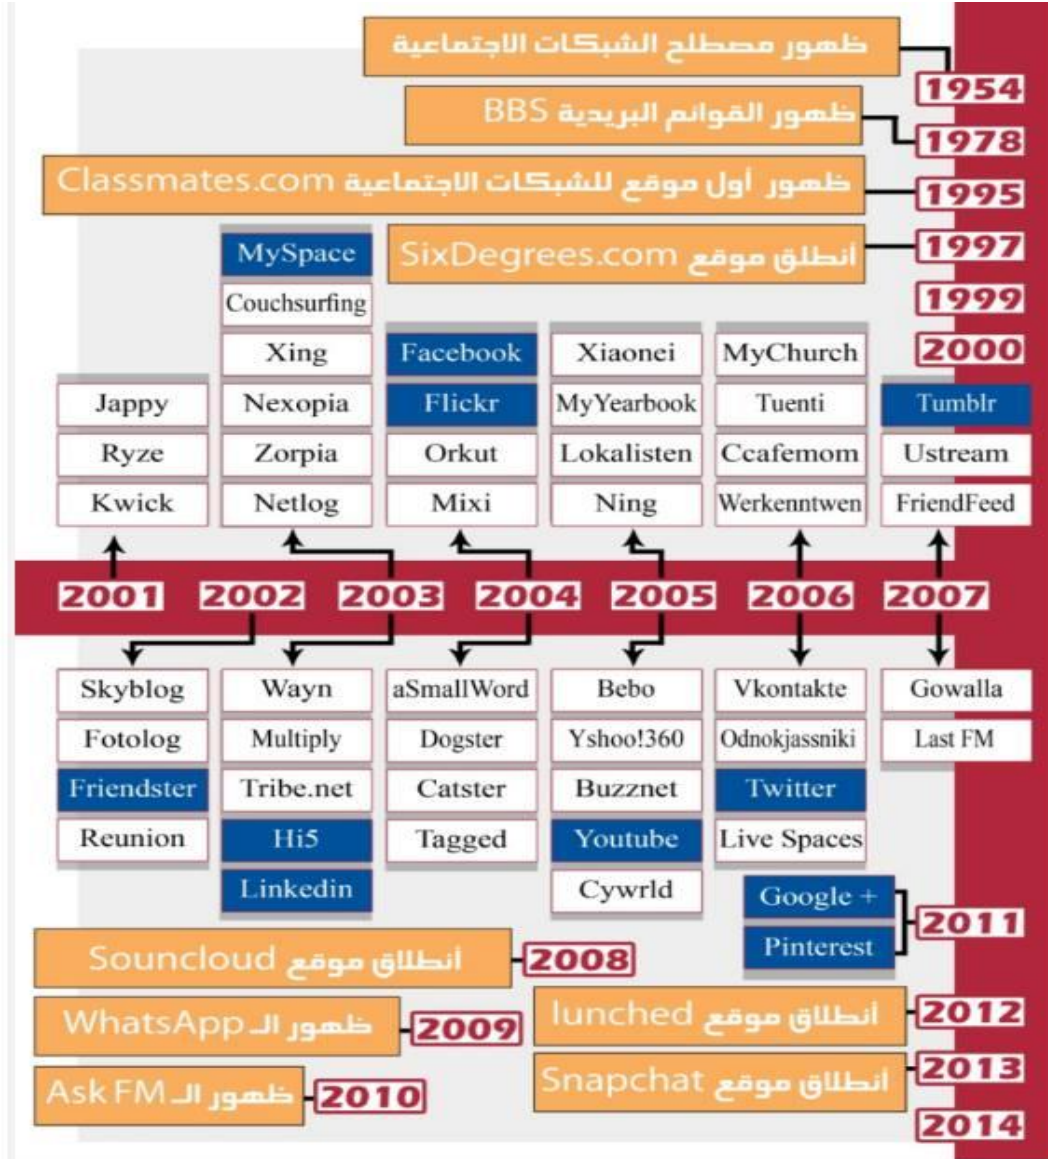 ظهور مصطلح الشبكات الاجتماعية
1954
ظهور القوائم البريدية BBS
1978
ظهور أول موقع للشبكات الاجتماعية Classmates.com
1995
أنطلق موقع SixDegrees.com
1997
1999
2000
Jappy
Ryze
Kwick
MySpace
Couchsurfing
Xing
Nexopia
Zorpia
Netlog
Facebook
Flickr
Orkut
Mixi
Xiaonei
MyYearbook
Lokalisten
Ning
MyChurch
Tuenti
Ccafemom
Werkenntwen
Tumblr
Ustream
FriendFeed
2001
2002
2003
2004
2005
2006
2007
Skyblog
Fotolog
Friendster
Reunion
Wayn
Multiply
Tribe.net
Hi5
Linkedin
aSmallWord
Dogster
Catster
Tagged
Bebo
Yshoo!360
Buzznet
Youtube
Cywrld
Vkontakte
Odnokjassniki
Twitter
Live Spaces
Gowalla
Last FM
Google +
Pinterest
2011
أنطلاق موقع Souncloud
2008
ظهور الـ WhatsApp
2009
ظهور الـ Ask FM
2010
أنطلاق موقع lunched
2012
أنطلاق موقع Snapchat
2013
2014